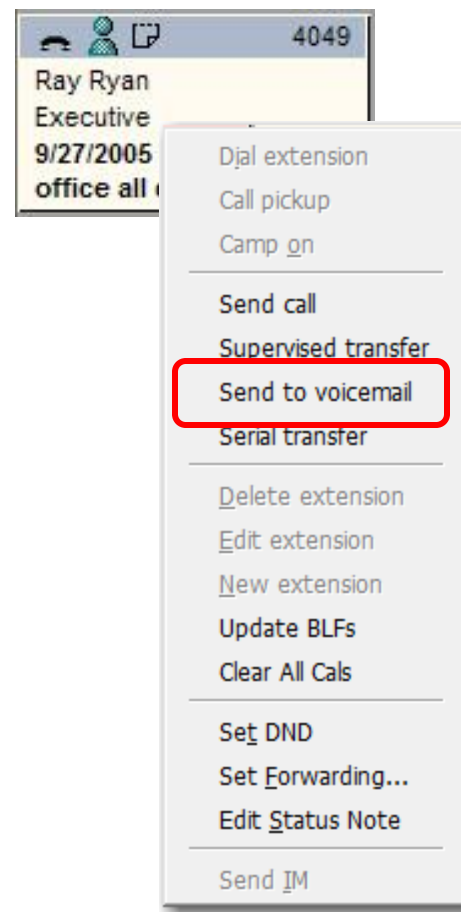 4049
Ray Ryan
Executive
9/27/2005
office all
Dial extension
Call pickup
Camp on
Send call
Supervised transfer
Send to voicemail
Serial transfer
Delete extension
Edit extension
New extension
Update BLFs
Clear All Cals
Set DND
Set Forwarding...
Edit Status Note
Send IM